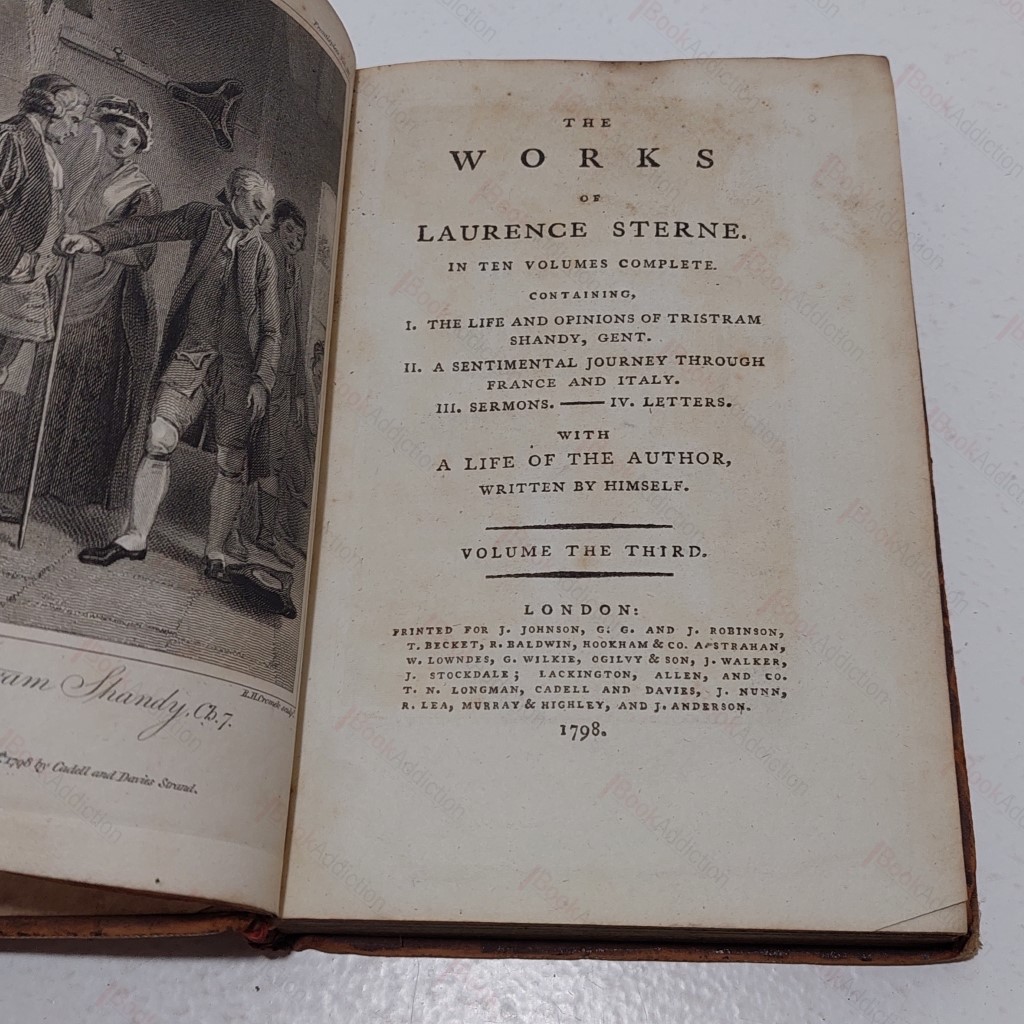 ram Shandy, Ch. 7.
1798 by Cadell and Davies Strand.
THE
WORKS
OF
LAURENCE STERNE.
IN TEN VOLUMES COMPLETE.
CONTAINING,
I. THE LIFE AND OPINIONS OF TRISTRAM
SHANDY, GENT.
II. A SENTIMENTAL JOURNEY THROUGH
FRANCE AND ITALY.
III. SERMONS. —— IV. LETTERS.
WITH
A LIFE OF THE AUTHOR,
WRITTEN BY HIMSELF.
VOLUME THE THIRD.
LONDON:
PRINTED FOR J. JOHNSON, G. G. AND J. ROBINSON,
T. BECKET, R. BALDWIN, HOOKHAM & CO. A. STRAHAN,
W. LOWNDES, G. WILKIE, OGILVY & SON, J. WALKER,
J. STOCKDALE; LACKINGTON, ALLEN, AND CO.
T. N. LONGMAN, CADELL AND DAVIES, J. NUNN,
R. LEA, MURRAY & HIGHLEY, AND J. ANDERSON.
1798.
BookAddiction